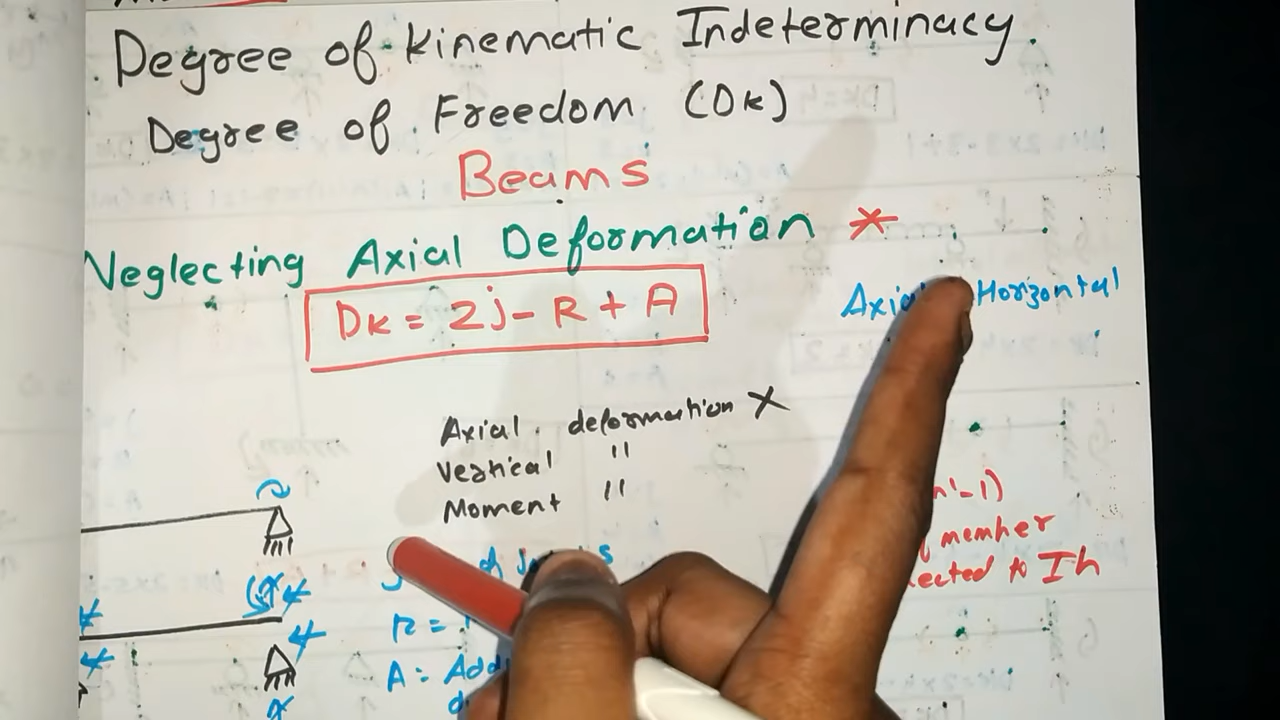 Degree of Kinematic Indeterminacy
Degree of Freedom (Dk)
Beams
Neglecting Axial Deformation *
Dk = 2j - R + A
Horizontal
Axial deformation X
Vertical "
Moment "
R =
A :
member
to Ih